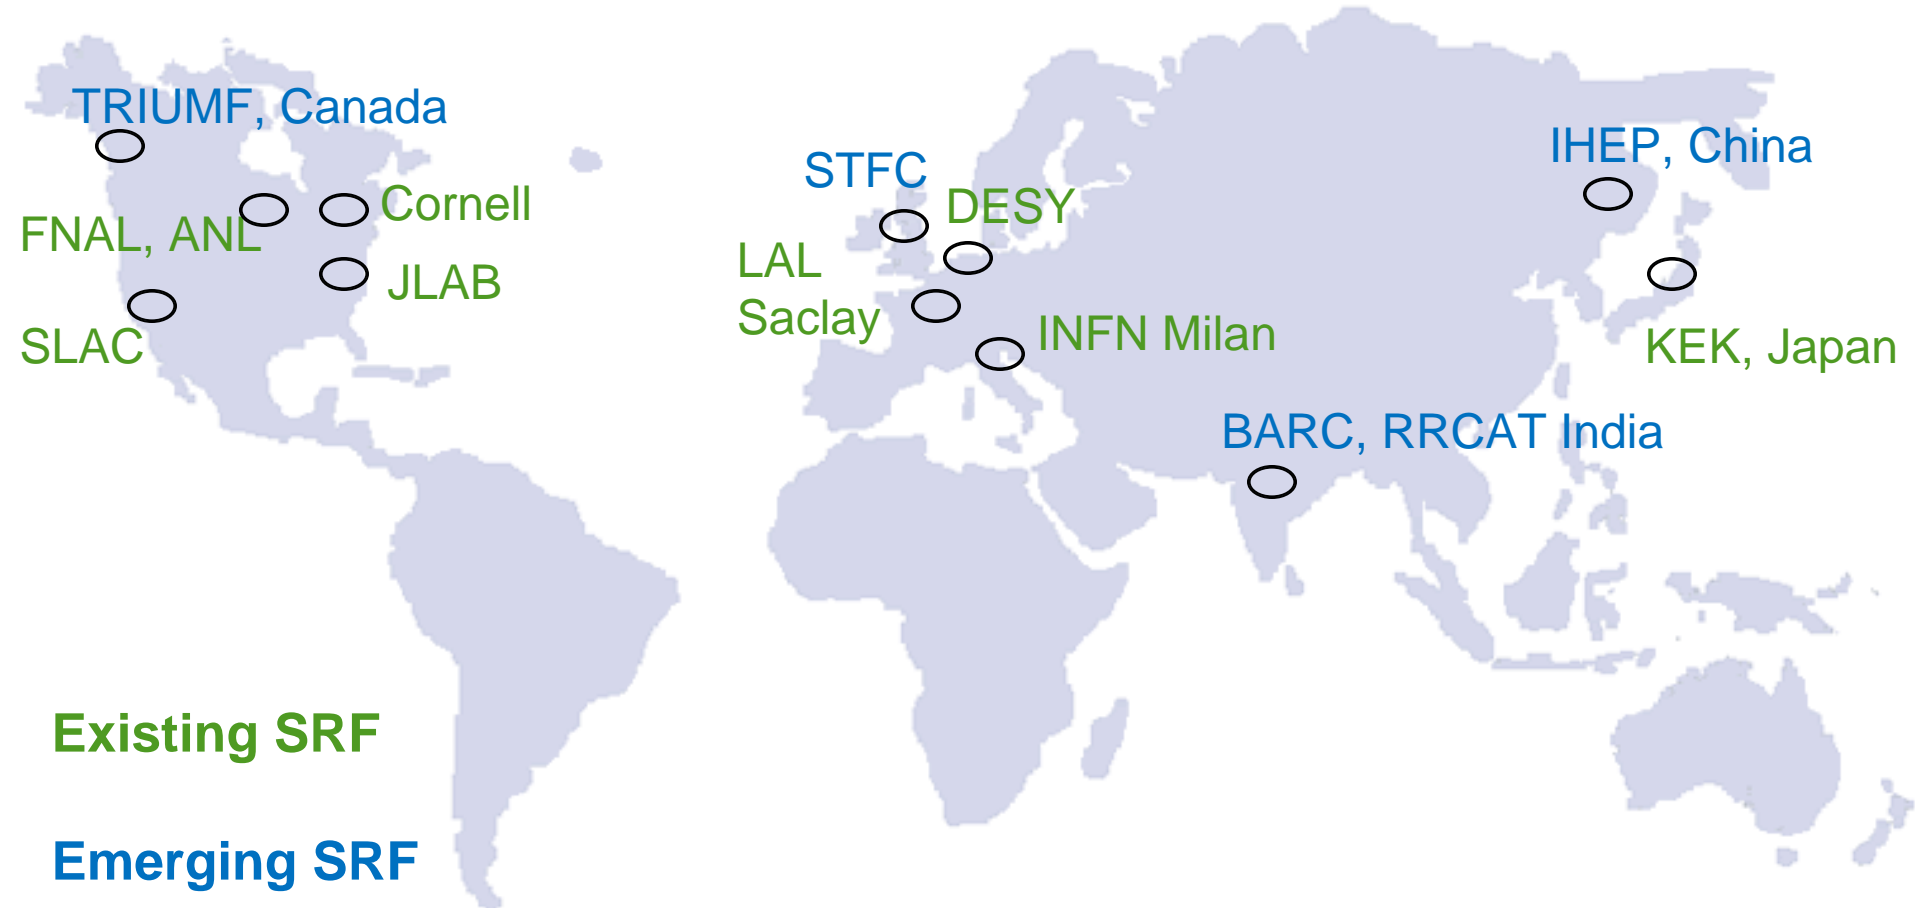 TRIUMF, Canada
IHEP, China
STFC
Cornell
DESY
FNAL, ANL
LAL
JLAB
Saclay
INFN Milan
SLAC
KEK, Japan
BARC, RRCAT India
Existing SRF
Emerging SRF